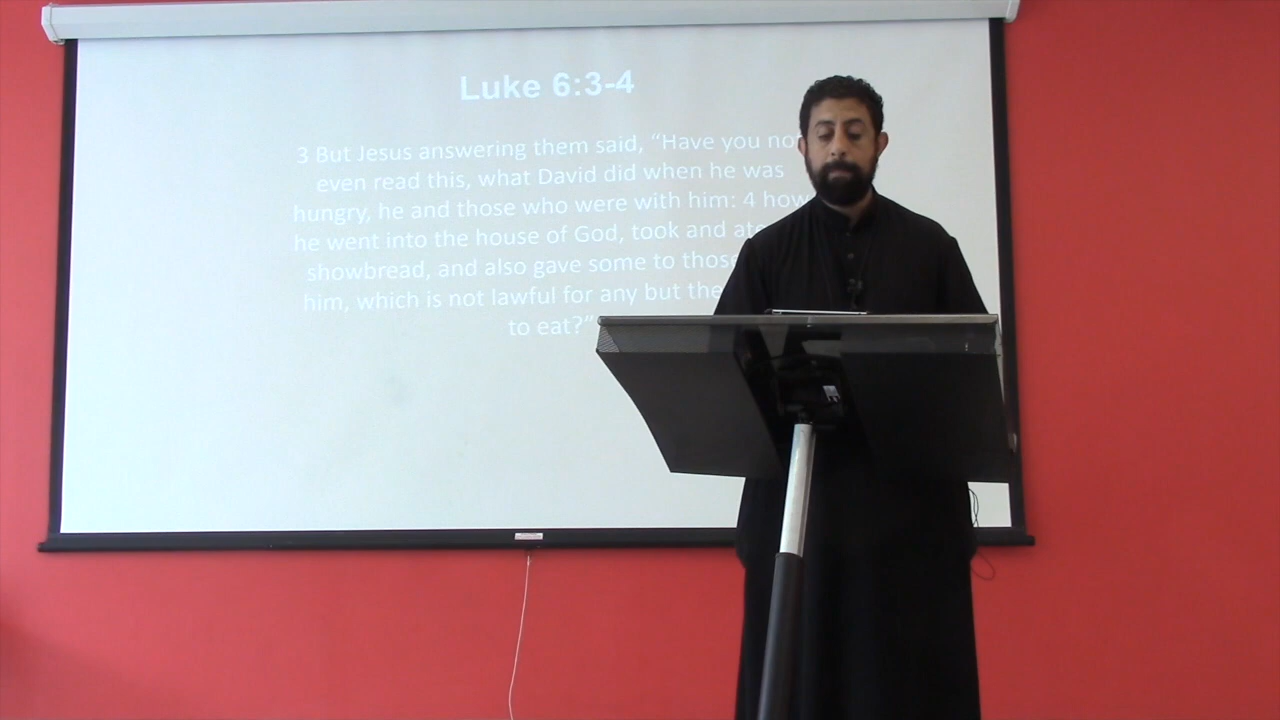 Luke 6:3-4
3 But Jesus answering them said, “Have you not
even read this, what David did when he was
hungry, he and those who were with him: 4 how
he went into the house of God, took and ate
showbread, and also gave some to those
him, which is not lawful for any but the
to eat?”